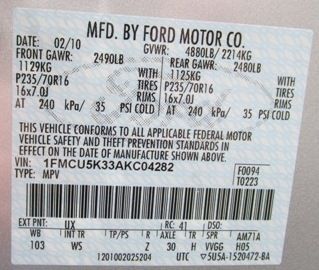 MFD. BY FORD MOTOR CO.
DATE: 02/10 GVWR: 4880LB/ 2214KG
FRONT GAWR: 2490LB REAR GAWR: 2480LB
1129KG WITH 1125KG WITH
P235/70R16 TIRES P235/70R16 TIRES
16x7.0J RIMS 16x7.0J RIMS
AT 240 kPa/ 35 PSI COLD AT 240 kPa/ 35 PSI COLD
THIS VEHICLE CONFORMS TO ALL APPLICABLE FEDERAL MOTOR
VEHICLE SAFETY AND THEFT PREVENTION STANDARDS IN
EFFECT ON THE DATE OF MANUFACTURE SHOWN ABOVE.
VEHICLE IDENTIFICATION NO.
VIN: 1FMCU5K33AKC04282
TYPE: MPV
F0094
T0223
EXT PNT: UX RC: 41 DSO:
WB INT TR TP/PS R AXLE TR SPR AM71A
103 WS Z C 30 H VVGG H05
1201002025204 UTC ▽5U5A-1520472-BA